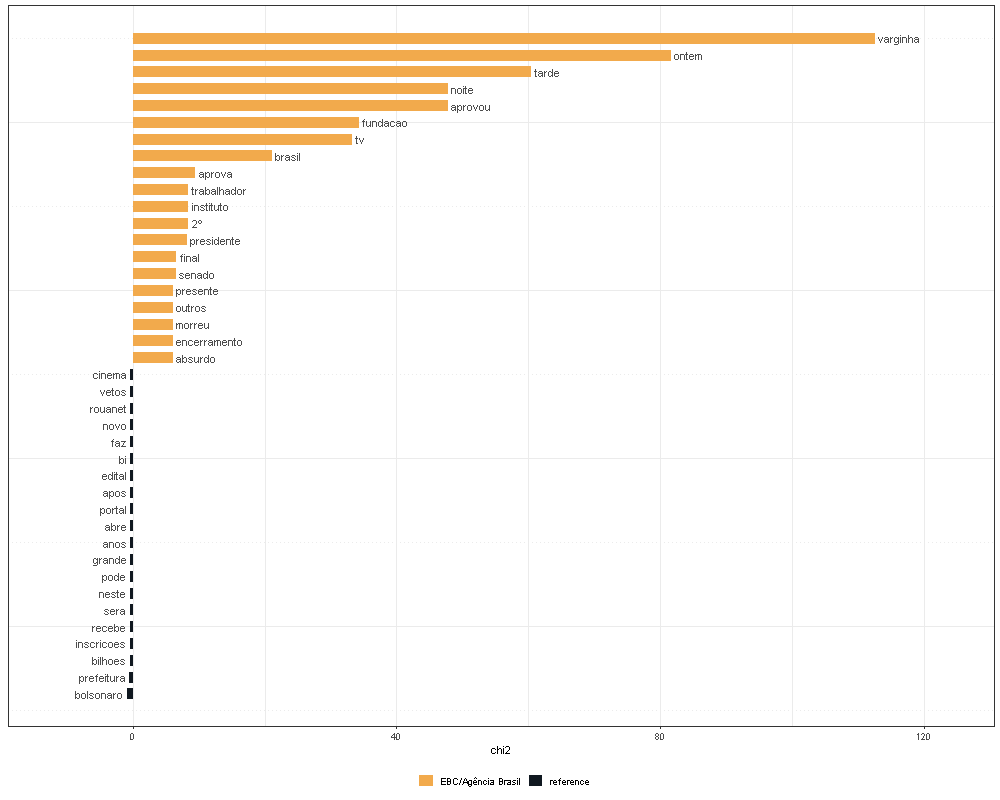 varginha
ontem
tarde
noite
aprovou
fundacao
tv
brasil
aprova
trabalhador
instituto
2º
presidente
final
senado
presente
outros
morreu
encerramento
absurdo
cinema
vetos
rouanet
novo
faz
bi
edital
apos
portal
abre
anos
grande
pode
neste
sera
recebe
inscricoes
bilhoes
prefeitura
bolsonaro
0 40 80 120
chi2
EBC/Agência Brasil reference